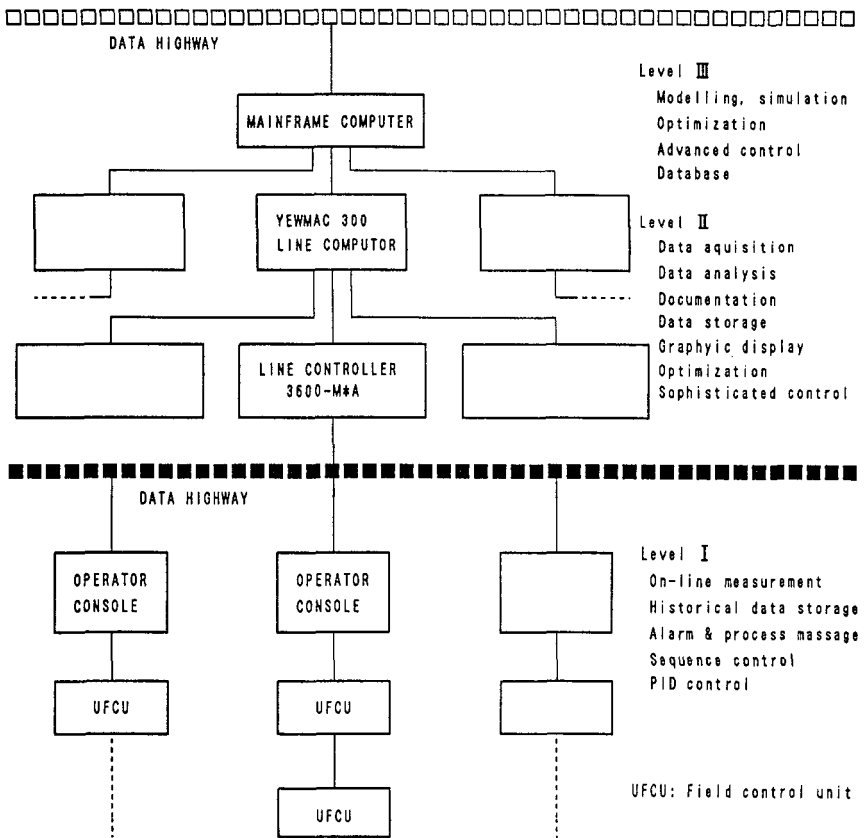 DATA HIGHWAY
MAINFRAME COMPUTER
YEWMAC 300
LINE COMPUTOR
LINE CONTROLLER
3600-M*A
Level III
Modelling, simulation
Optimization
Advanced control
Database
Level II
Data aquisition
Data analysis
Documentation
Data storage
Graphyic display
Optimization
Sophisticated control
DATA HIGHWAY
OPERATOR
CONSOLE
OPERATOR
CONSOLE
UFCU
UFCU
UFCU
Level I
On-line measurement
Historical data storage
Alarm & process massage
Sequence control
PID control
UFCU: Field control unit